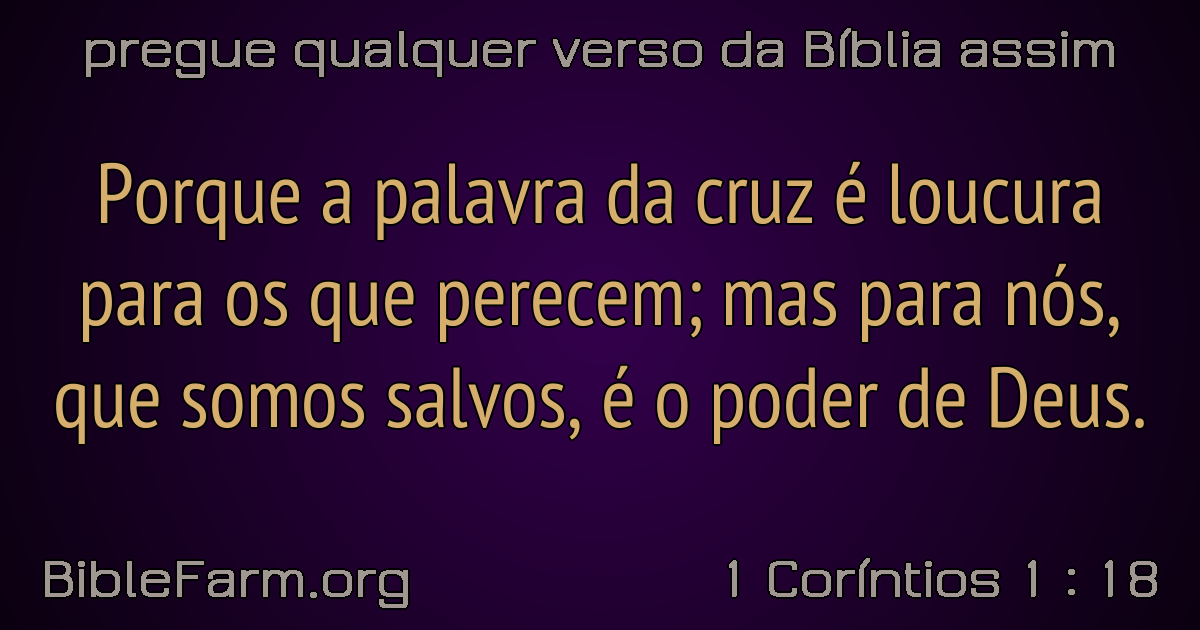 pregue qualquer verso da Bíblia assim
Porque a palavra da cruz é loucura
para os que perecem; mas para nós,
que somos salvos, é o poder de Deus.
BibleFarm.org
1 Coríntios 1 : 18